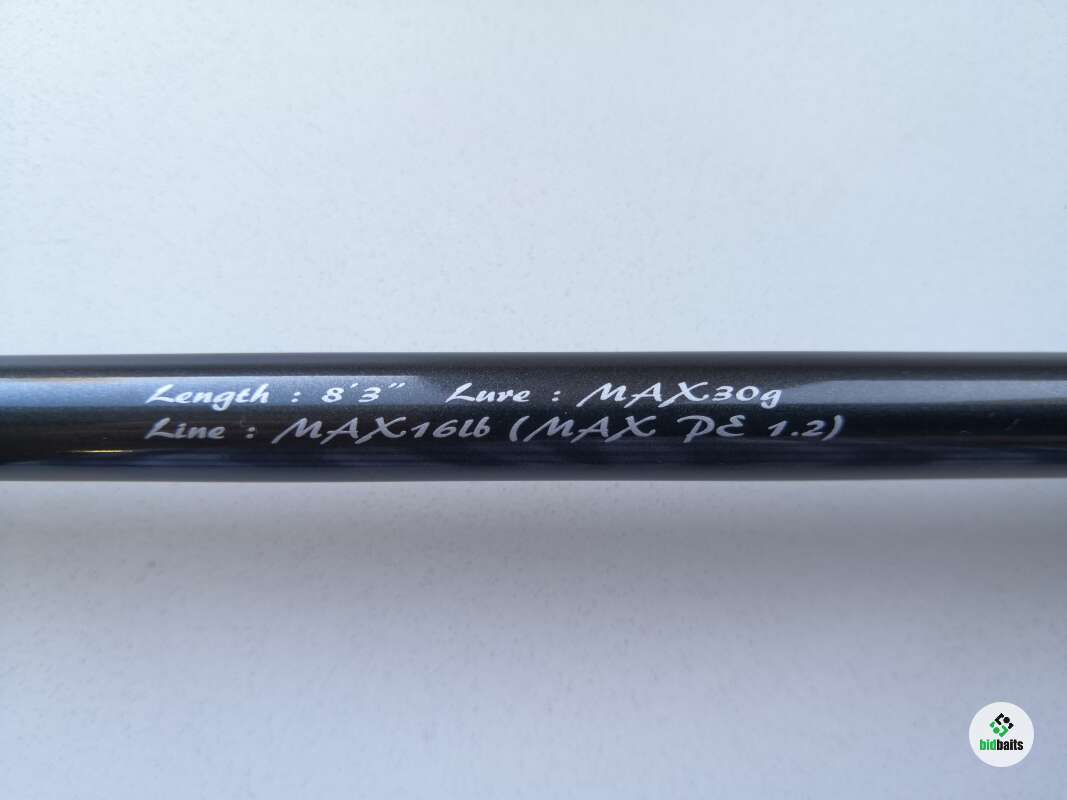 Length : 8'3" Lure : MAX30g
Line : MAX16lb (MAX PE 1.2)
bidbaits